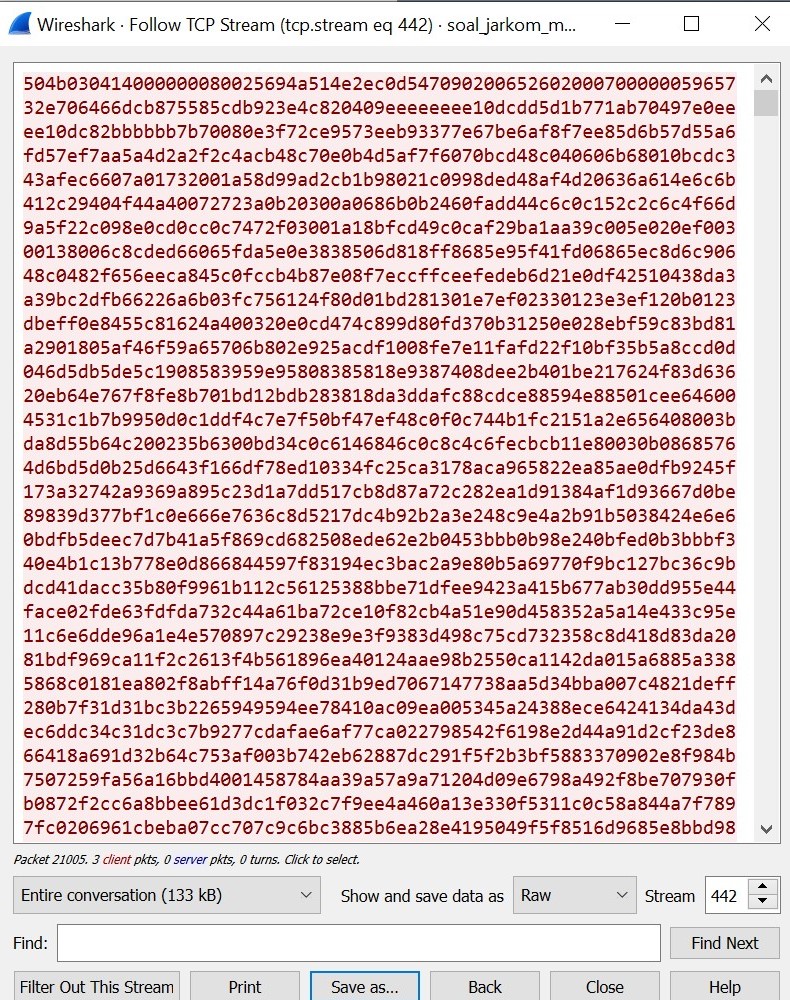 Wireshark · Follow TCP Stream (tcp.stream eq 442) · soal_jarkom_m...
504b030414000000080025694a514e2ec0d547090200652602000700000059657
32e706466dcb875585cdb923e4c820409eeeeeeee10dcdd5d1b771ab70497e0ee
ee10dc82bbbbbb7b70080e3f72ce9573eeb93377e67be6af8f7ee85d6b57d55a6
fd57ef7aa5a4d2a2f2c4acb48c70e0b4d5af7f6070bcd48c040606b68010bcdc3
43afec6607a01732001a58d99ad2cb1b98021c0998ded48af4d20636a614e6c6b
412c29404f44a40072723a0b20300a0686b0b2460fadd44c6c0c152c2c6c4f66d
9a5f22c098e0cd0cc0c7472f03001a18bfcd49c0caf29ba1aa39c005e020ef003
00138006c8cded66065fda5e0e3838506d818ff8685e95f41fd06865ec8d6c906
48c0482f656eeca845c0fccb4b87e08f7eccffceefedeb6d21e0df42510438da3
a39bc2dfb66226a6b03fc756124f80d01bd281301e7ef02330123e3ef120b0123
dbeff0e8455c81624a400320e0cd474c899d80fd370b31250e028ebf59c83bd81
a2901805af46f59a65706b802e925acdf1008fe7e11fafd22f10bf35b5a8ccd0d
046d5db5de5c1908583959e95808385818e9387408dee2b401be217624f83d636
20eb64e767f8fe8b701bd12bdb283818da3ddafc88cdce88594e88501cee64600
4531c1b7b9950d0c1ddf4c7e7f50bf47ef48c0f0c744b1fc2151a2e656408003b
da8d55b64c200235b6300bd34c0c6146846c0c8c4c6fecbcb11e80030b0868576
4d6bd5d0b25d6643f166df78ed10334fc25ca3178aca965822ea85ae0dfb9245f
173a32742a9369a895c23d1a7dd517cb8d87a72c282ea1d91384af1d93667d0be
89839d377bf1c0e666e7636c8d5217dc4b92b2a3e248c9e4a2b91b5038424e6e6
0bdfb5deec7d7b41a5f869cd682508ede62e2b0453bbb0b98e240bfed0b3bbbf3
40e4b1c13b778e0d866844597f83194ec3bac2a9e80b5a69770f9bc127bc36c9b
dcd41dacc35b80f9961b112c56125388bbe71dfee9423a415b677ab30dd955e44
face02fde63fdfda732c44a61ba72ce10f82cb4a51e90d458352a5a14e433c95e
11c6e6dde96a1e4e570897c29238e9e3f9383d498c75cd732358c8d418d83da20
81bdf969ca11f2c2613f4b561896ea40124aae98b2550ca1142da015a6885a338
5868c0181ea802f8abff14a76f0d31b9ed7067147738aa5d34bba007c4821deff
280b7f31d31bc3b2265949594ee78410ac09ea005345a24388ece6424134da43d
ec6ddc34c31dc3c7b9277cdafae6af77ca022798542f6198e2d44a91d2cf23de8
66418a691d32b64c753af003b742eb62887dc291f5f2b3bf5883370902e8f984b
7507259fa56a16bbd4001458784aa39a57a9a71204d09e6798a492f8be707930f
b0872f2cc6a8bbee61d3dc1f032c7f9ee4a460a13e330f5311c0c58a844a7f789
7fc0206961cbeba07cc707c9c6bc3885b6ea28e4195049f5f8516d9685e8bbd98
Packet 21005. 3 client pkts, 0 server pkts, 0 turns. Click to select.
Entire conversation (133 kB) Show and save data as Raw Stream 442
Find: Find Next
Filter Out This Stream Print Save as... Back Close Help